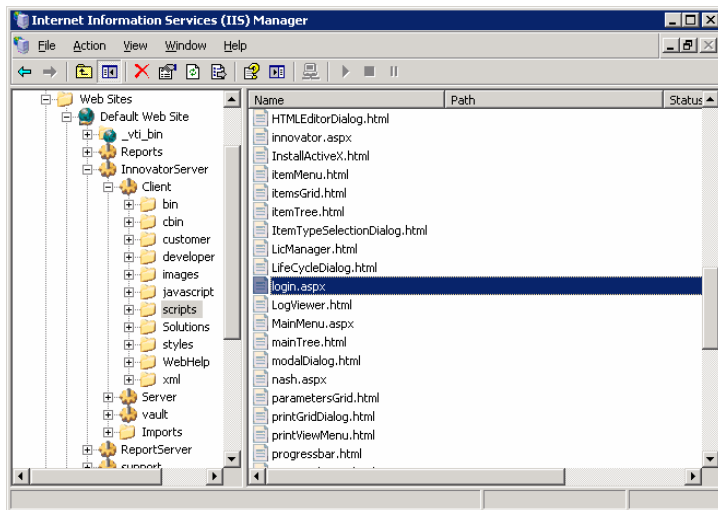 Internet Information Services (IIS) Manager
File Action View Window Help
Web Sites
Default Web Site
_vti_bin
Reports
InnovatorServer
Client
bin
cbin
customer
developer
images
javascript
scripts
Solutions
styles
WebHelp
xml
Server
vault
Imports
ReportServer
support
Name Path Status
HTMLEditorDialog.html
innovator.aspx
InstallActiveX.html
itemMenu.html
itemsGrid.html
itemTree.html
ItemTypeSelectionDialog.html
LicManager.html
LifeCycleDialog.html
login.aspx
LogViewer.html
MainMenu.aspx
mainTree.html
modalDialog.html
nash.aspx
parametersGrid.html
printGridDialog.html
printViewMenu.html
progressbar.html